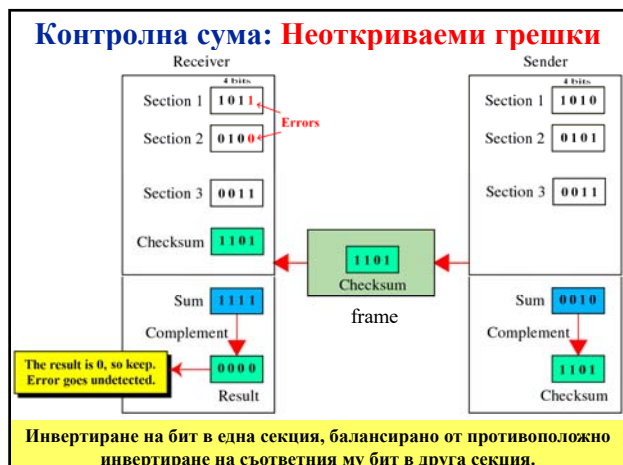 Контролна сума: Неоткриваеми грешки
Receiver
4 bits
Section 1 1011
Errors
Section 2 0100
Section 3 0011
Checksum 1101
Sum 1111
Complement
The result is 0, so keep.
Error goes undetected.
0000
Result
1101
Checksum
frame
Sender
4 bits
Section 1 1010
Section 2 0101
Section 3 0011
Sum 0010
Complement
1101
Checksum
Инвертиране на бит в една секция, балансирано от противоположно
инвертиране на съответния му бит в друга секция.